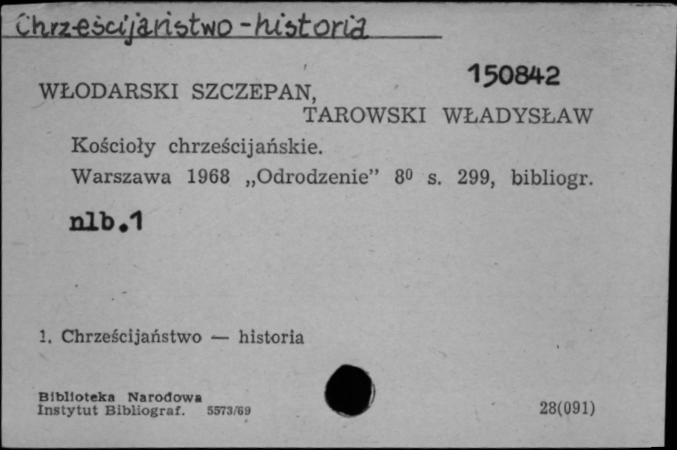 Chrześcijaństwo - historia
150842
WŁODARSKI SZCZEPAN,
TAROWSKI WŁADYSŁAW
Kościoły chrześcijańskie.
Warszawa 1968 „Odrodzenie” 8⁰ s. 299, bibliogr.
nlb.1
1. Chrześcijaństwo — historia
Biblioteka Narodowa
Instytut Bibliograf. 5573/69 28(091)